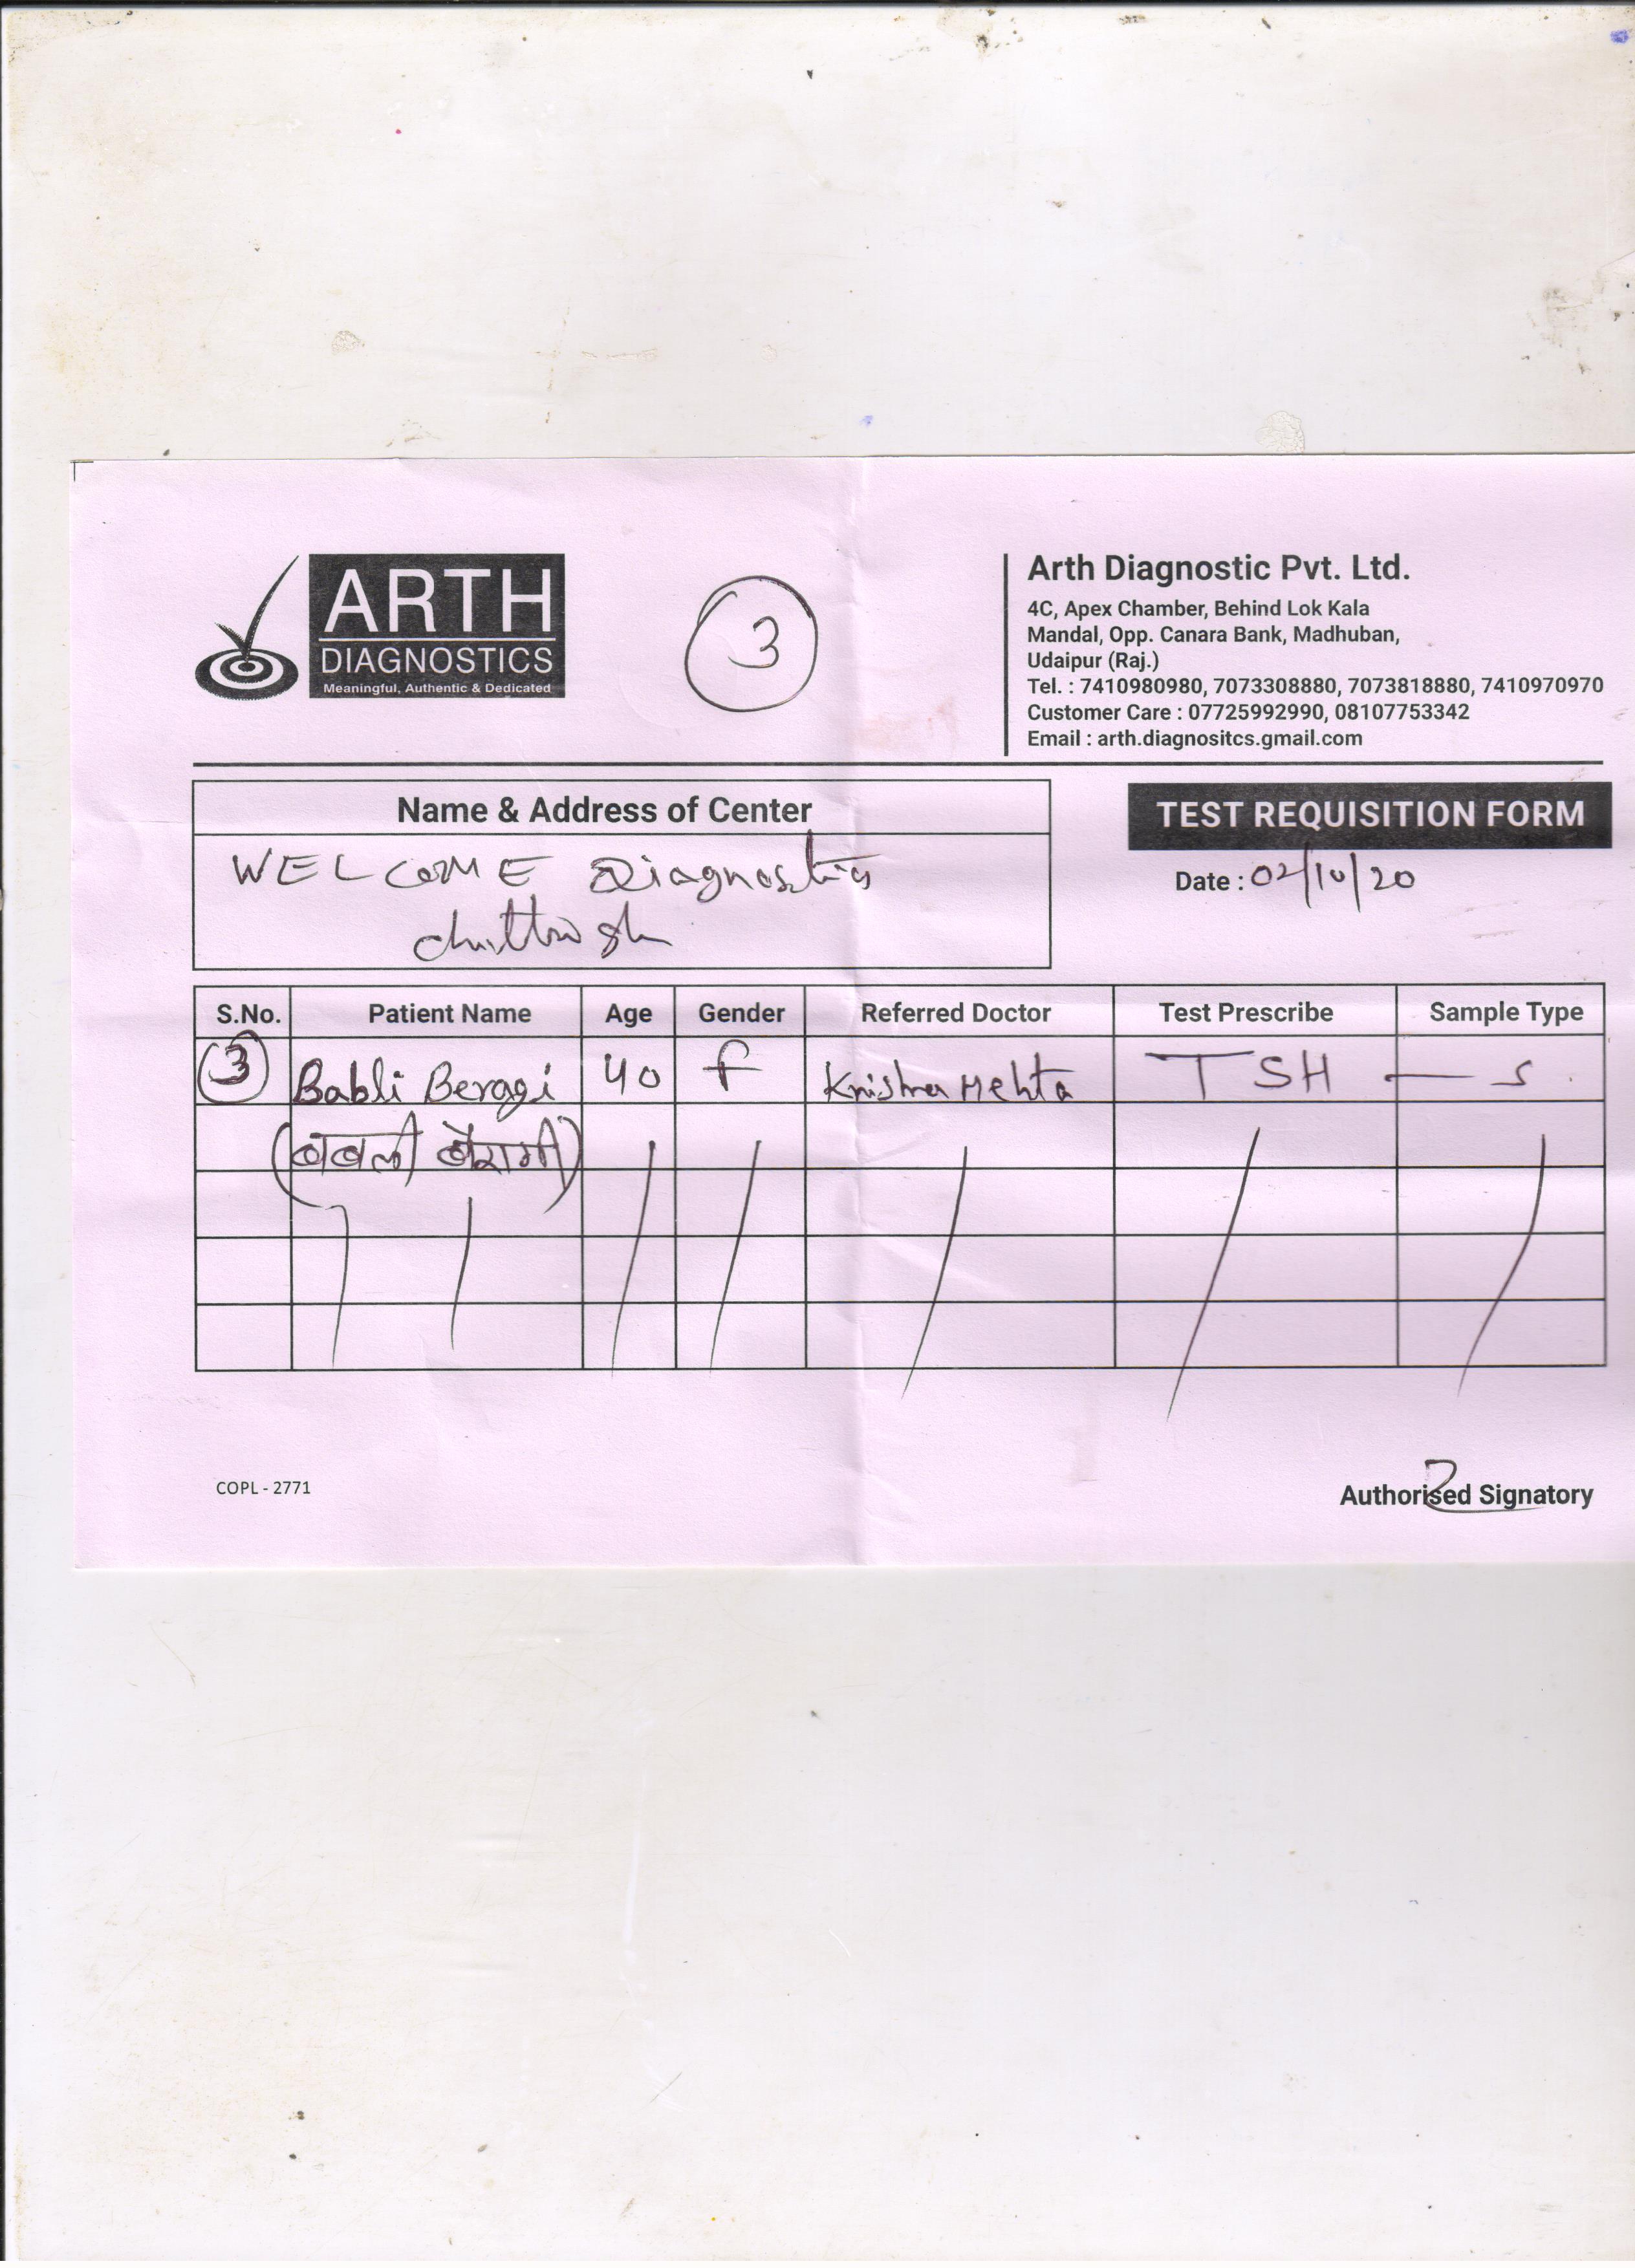 ARTH
DIAGNOSTICS
Meaningful, Authentic & Dedicated
3
Arth Diagnostic Pvt. Ltd.
4C, Apex Chamber, Behind Lok Kala
Mandal, Opp. Canara Bank, Madhuban,
Udaipur (Raj.)
Tel. : 7410980980, 7073308880, 7073818880, 7410970970
Customer Care : 07725992990, 08107753342
Email : arth.diagnositcs.gmail.com
Name & Address of Center
WELCOME Diagnostics
TEST REQUISITION FORM
Date : 02/10/20
S.No. Patient Name Age Gender Referred Doctor Test Prescribe Sample Type
3 Babli Beragi 40 F Krishna Mehta TSH — S
(बबली बैरागी)
COPL - 2771
Authorised Signatory